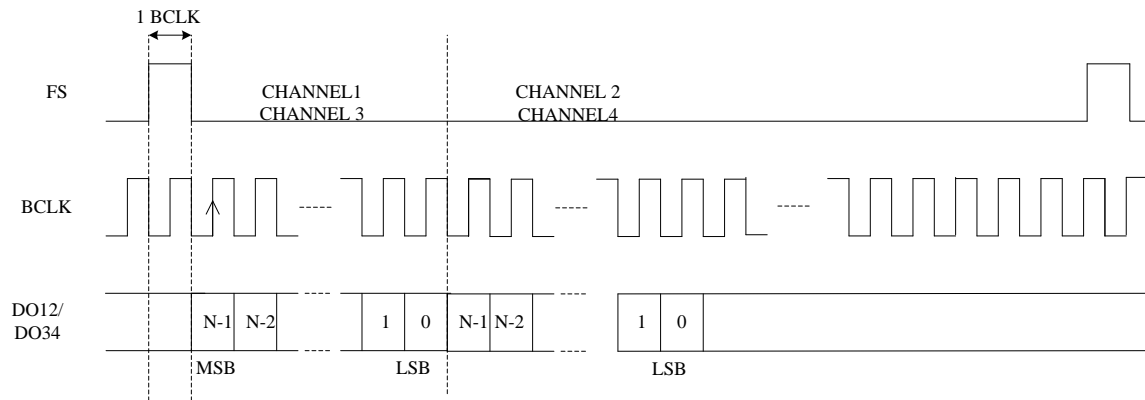 1 BCLK
FS
CHANNEL1
CHANNEL 3
CHANNEL 2
CHANNEL4
BCLK
DO12/
DO34
N-1 N-2 1 0 N-1 N-2 1 0
MSB LSB LSB